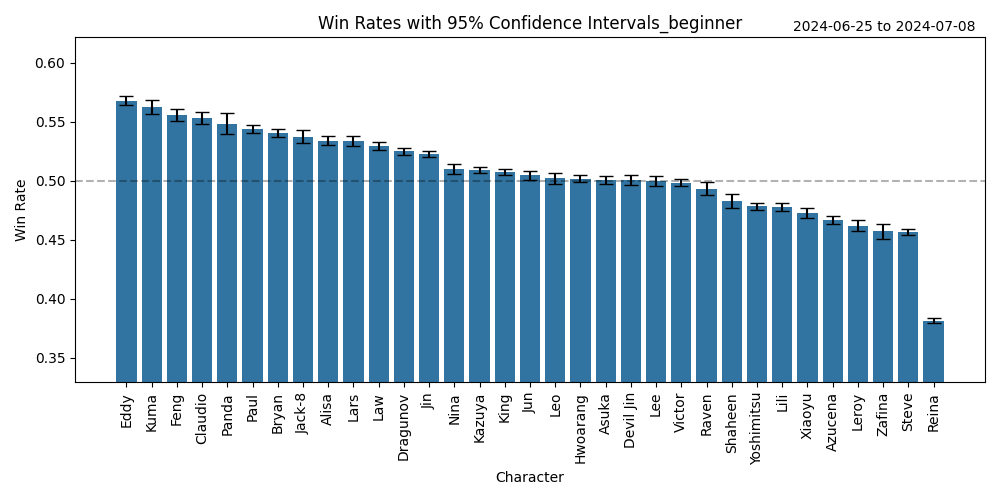 Win Rates with 95% Confidence Intervals_beginner
2024-06-25 to 2024-07-08
Win Rate
0.60
0.55
0.50
0.45
0.40
0.35
Eddy
Kuma
Feng
Claudio
Panda
Paul
Bryan
Jack-8
Alisa
Lars
Law
Dragunov
Jin
Nina
Kazuya
King
Jun
Leo
Hwoarang
Asuka
Devil Jin
Lee
Victor
Raven
Shaheen
Yoshimitsu
Lili
Xiaoyu
Azucena
Leroy
Zafina
Steve
Reina
Character